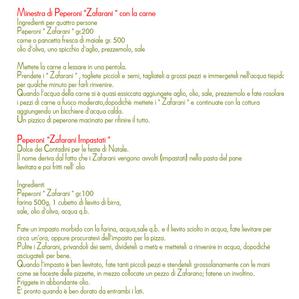 Minestra di Peperoni "Zafarani " con la carne
Ingredienti per quattro persone
Peperoni " Zafarani " gr.200
carne o pancetta fresca di maiale gr. 500
olio d'oliva, uno spicchio d'aglio, prezzemolo, sale
Mettete la carne a lessare in una pentola.
Prendete i " Zafarani " , togliete piccioli e semi, tagliateli a grossi pezzi e immergeteli nell'acqua tiepida
per qualche minuto per farli rinvenire.
Quando l'acqua della carne si è quasi essiccata aggiungete aglio, olio, sale, prezzemolo e fate rosolare
i pezzi di carne a fuoco moderato,dopodichè mettete i " Zafarani " e continuate con la cottura
aggiungendo un bicchiere d'acqua calda.
Un pizzico di peperone macinato per rifinire il tutto.
Peperoni "Zafarani Impastati "
Dolce dei Contadini per le feste di Natale.
Il nome deriva dal fatto che i Zafarani vengono avvolti (impastati) nella pasta del pane
lievitata e poi fritti nell' olio
Ingredienti
Peperoni " Zafarani " gr.100
farina 500g, 1 cubetto di lievito di birra,
sale, olio d'oliva, acqua q.b.
Fate un impasto morbido con la farina, acqua,sale q.b. e il lievito sciolto in acqua, fate lievitare per
circa un'ora; oppure procuratevi dell'impasto per la pizza.
Pulite i Zafarani, privandoli dei semi, divideteli a metà e metteteli a rinvenire in acqua, dopodichè
asciugateli per bene.
Quando l'impasto è ben lievitato, fate tanti piccoli pezzi e stendeteli grossolanamente con le mani
come se faceste delle pizzette, in mezzo collocate un pezzo di Zafarano; fatene un involtino.
Friggete in abbondante olio.
E' pronto quando è ben dorato da entrambi i lati.